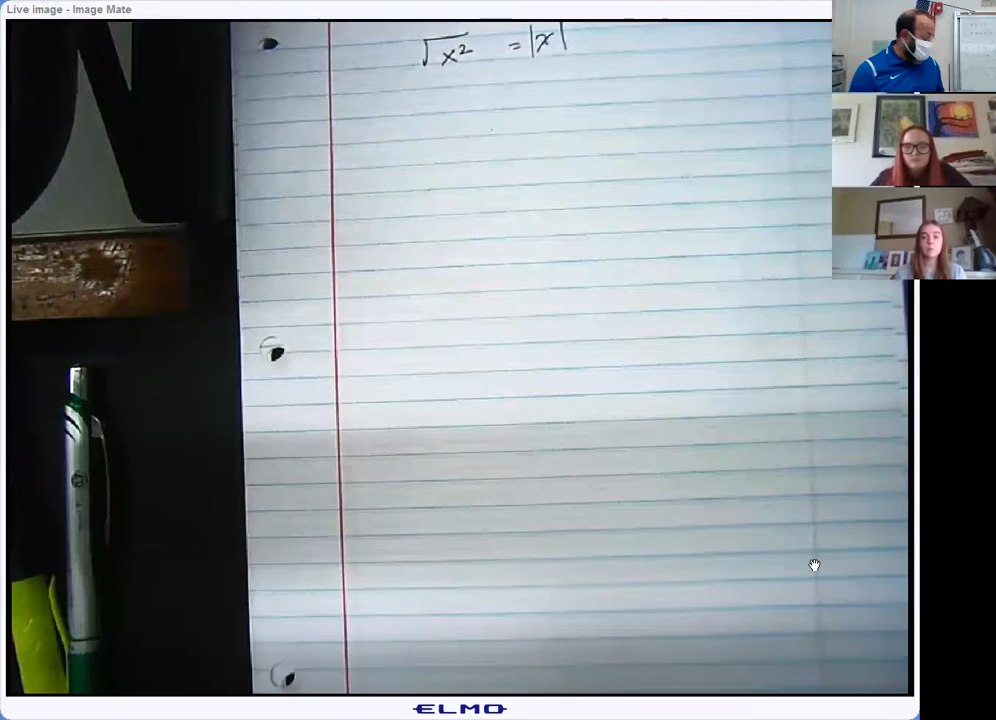 Live image - Image Mate
√x² = |x|
ELMO